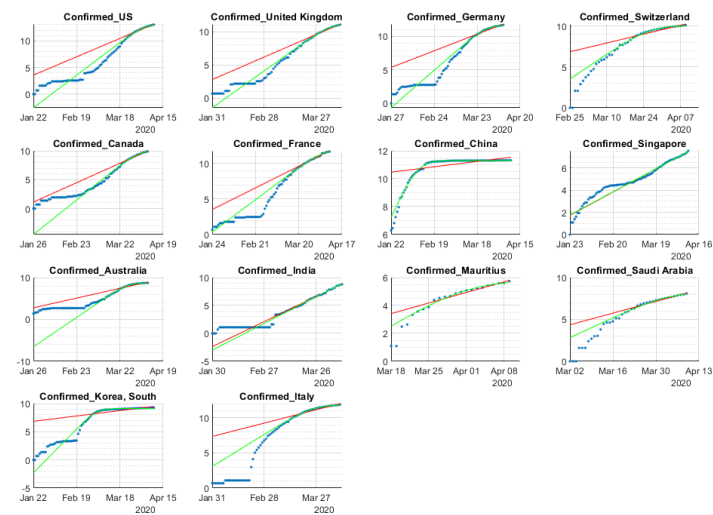 Confirmed_US
10
5
0
Jan 22 Feb 19 Mar 18 Apr 15
2020
Confirmed_United Kingdom
10
5
0
Jan 31 Feb 28 Mar 27
2020
Confirmed_Germany
10
5
0
Jan 27 Feb 24 Mar 23 Apr 20
2020
Confirmed_Switzerland
10
5
0
Feb 25 Mar 10 Mar 24 Apr 07
2020
Confirmed_Canada
10
5
0
Jan 26 Feb 23 Mar 22 Apr 19
2020
Confirmed_France
10
5
0
Jan 24 Feb 21 Mar 20 Apr 17
2020
Confirmed_China
12
10
8
6
Jan 22 Feb 19 Mar 18 Apr 15
2020
Confirmed_Singapore
6
4
2
0
Jan 23 Feb 20 Mar 19 Apr 16
2020
Confirmed_Australia
10
0
-10
Jan 26 Feb 23 Mar 22 Apr 19
2020
Confirmed_India
10
5
0
-5
Jan 30 Feb 27 Mar 26
2020
Confirmed_Mauritius
6
4
2
0
Mar 18 Mar 25 Apr 01 Apr 08
2020
Confirmed_Saudi Arabia
10
5
0
Mar 02 Mar 16 Mar 30 Apr 13
2020
Confirmed_Korea, South
10
5
0
-5
Jan 22 Feb 19 Mar 18 Apr 15
2020
Confirmed_Italy
10
5
0
Jan 31 Feb 28 Mar 27
2020